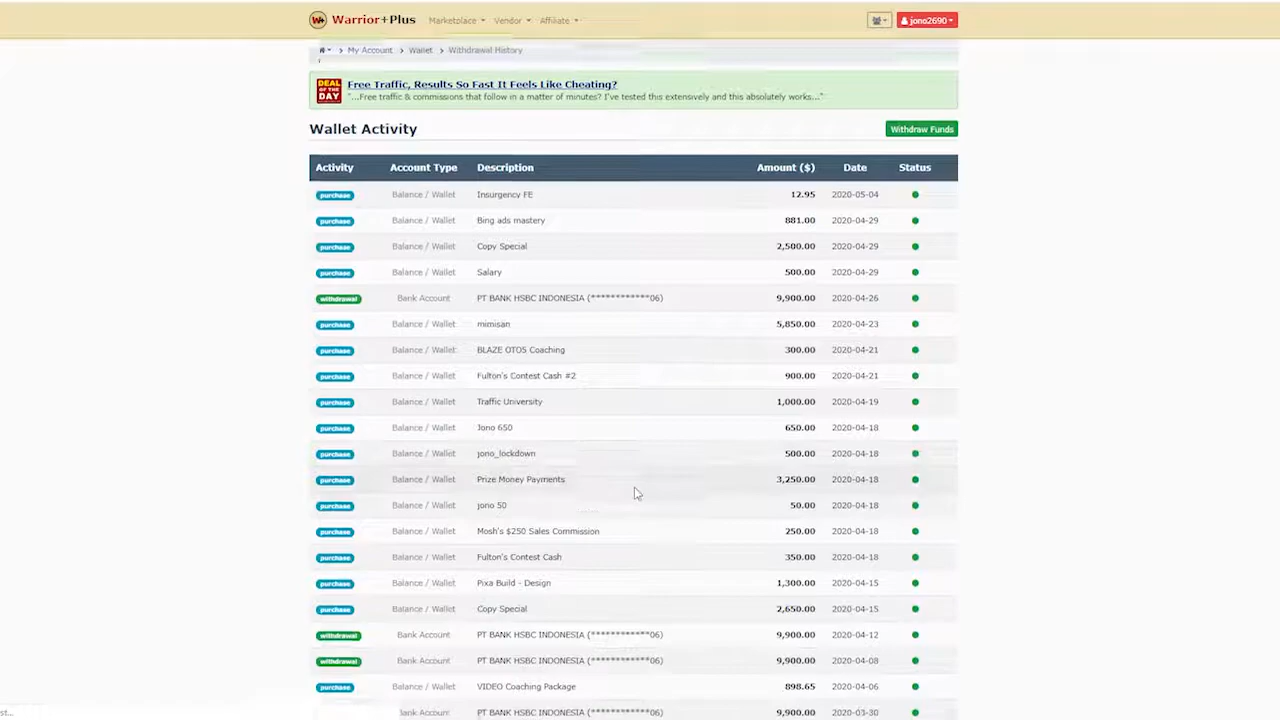 Warrior+Plus Marketplace Vendor Affiliate jono2690
My Account > Wallet > Withdrawal History
DEAL OF THE DAY
Free Traffic, Results So Fast It Feels Like Cheating?
"...Free traffic & commissions that follow in a matter of minutes? I've tested this extensively and this absolutely works..."
Wallet Activity Withdraw Funds
Activity Account Type Description Amount ($) Date Status
purchase Balance / Wallet Insurgency FE 12.95 2020-05-04
purchase Balance / Wallet Bing ads mastery 881.00 2020-04-29
purchase Balance / Wallet Copy Special 2,500.00 2020-04-29
purchase Balance / Wallet Salary 500.00 2020-04-29
withdrawal Bank Account PT BANK HSBC INDONESIA (************06) 9,900.00 2020-04-26
purchase Balance / Wallet mimisan 5,850.00 2020-04-23
purchase Balance / Wallet BLAZE OTO5 Coaching 300.00 2020-04-21
purchase Balance / Wallet Fulton's Contest Cash #2 900.00 2020-04-21
purchase Balance / Wallet Traffic University 1,000.00 2020-04-19
purchase Balance / Wallet Jono 650 650.00 2020-04-18
purchase Balance / Wallet jono_lockdown 500.00 2020-04-18
purchase Balance / Wallet Prize Money Payments 3,250.00 2020-04-18
purchase Balance / Wallet jono 50 50.00 2020-04-18
purchase Balance / Wallet Mosh's $250 Sales Commission 250.00 2020-04-18
purchase Balance / Wallet Fulton's Contest Cash 350.00 2020-04-18
purchase Balance / Wallet Pixa Build - Design 1,300.00 2020-04-15
purchase Balance / Wallet Copy Special 2,650.00 2020-04-15
withdrawal Bank Account PT BANK HSBC INDONESIA (************06) 9,900.00 2020-04-12
withdrawal Bank Account PT BANK HSBC INDONESIA (************06) 9,900.00 2020-04-08
purchase Balance / Wallet VIDEO Coaching Package 898.65 2020-04-06
Bank Account PT BANK HSBC INDONESIA (************06) 9,900.00 2020-03-30